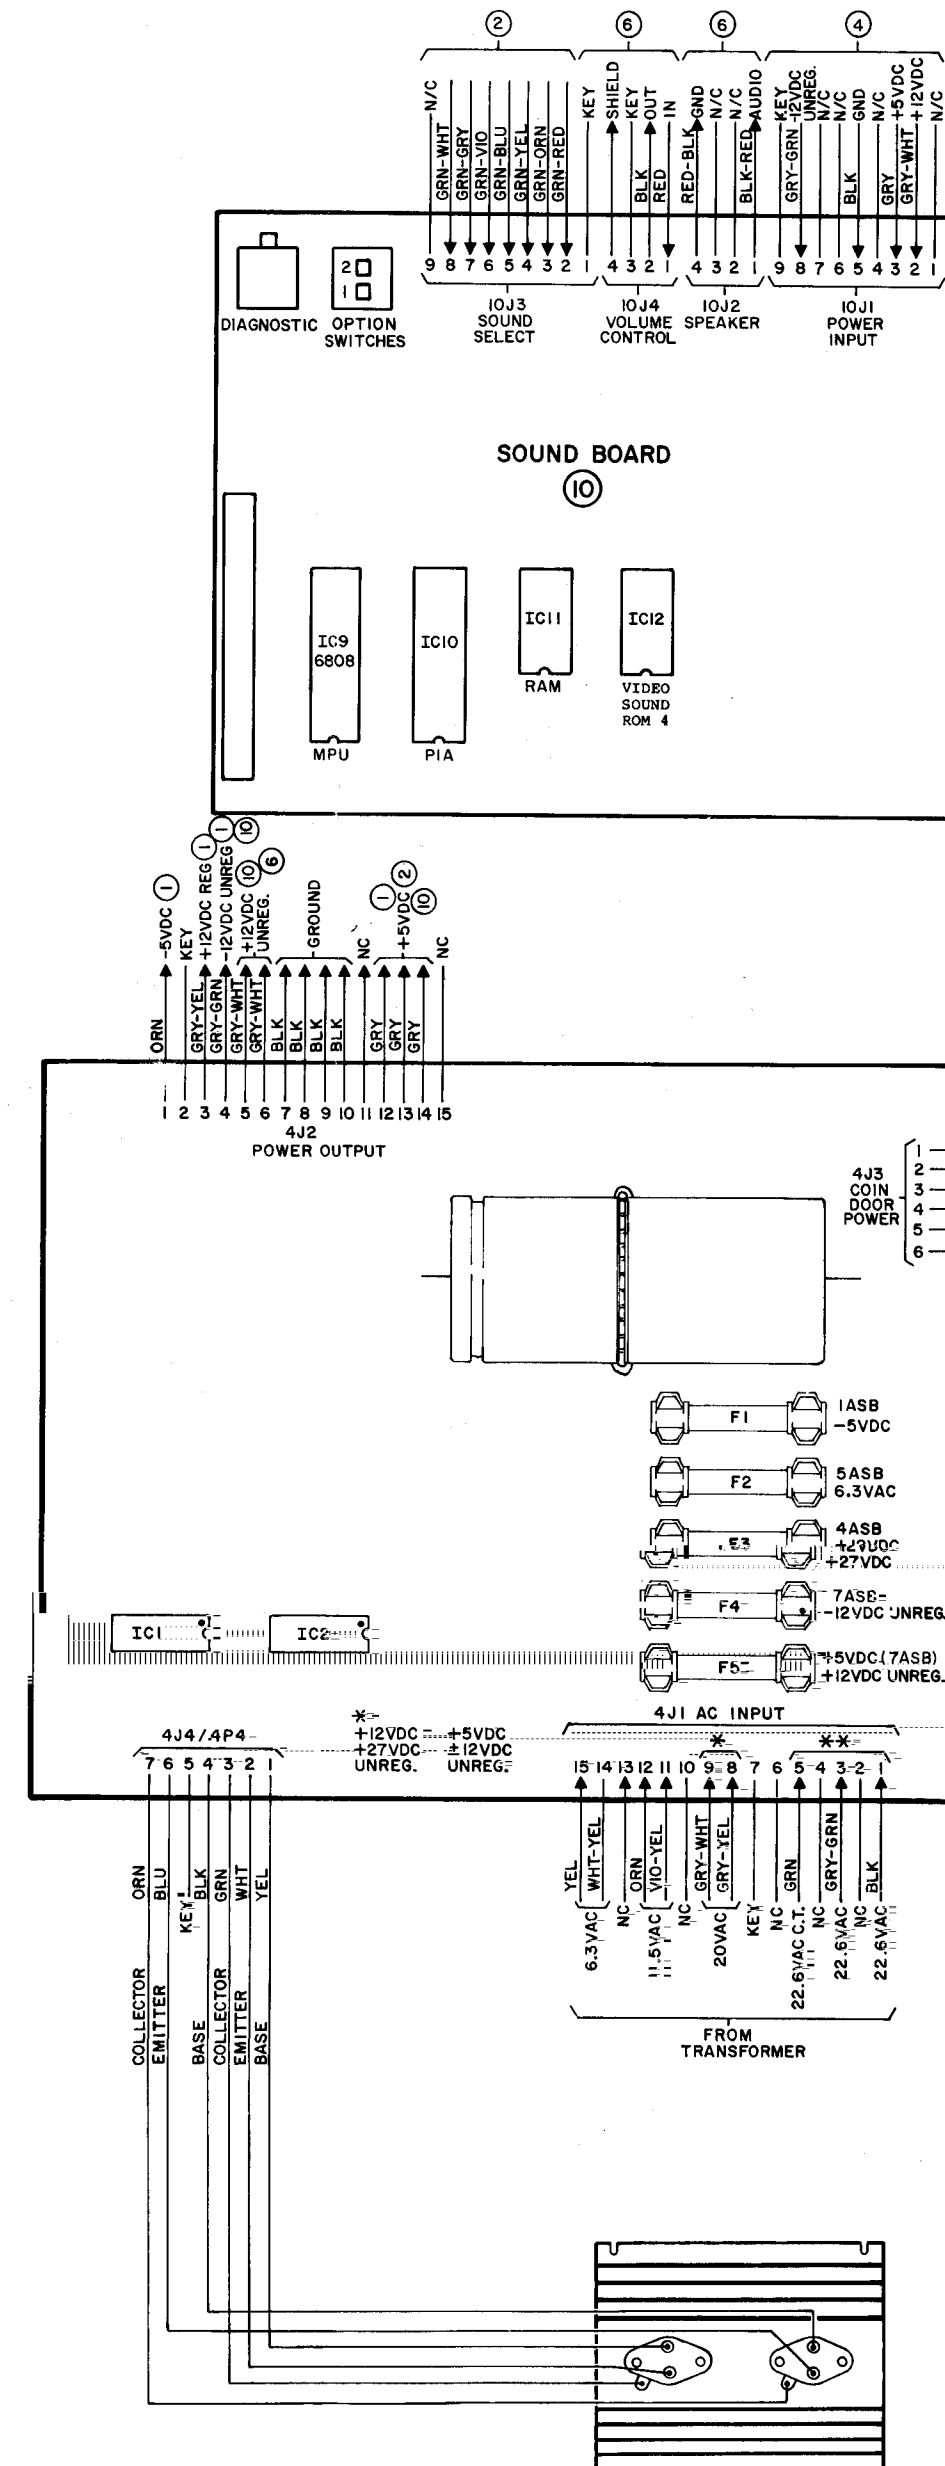 2
6
6
4
N/C
GRN-WHT
GRN-GRY
GRN-VIO
GRN-BLU
GRN-YEL
GRN-ORN
GRN-RED
KEY
SHIELD
KEY
BLK OUT
RED IN
RED-BLK GND
N/C
N/C
BLK-RED AUDIO
KEY
GRY-GRN -12VDC UNREG.
N/C
N/C
BLK GND
N/C
GRY +5VDC
GRY-WHT +12VDC
N/C
9 8 7 6 5 4 3 2 1
4 3 2 1
4 3 2 1
9 8 7 6 5 4 3 2 1
10J3
SOUND
SELECT
10J4
VOLUME
CONTROL
10J2
SPEAKER
10J1
POWER
INPUT
2
1
DIAGNOSTIC
OPTION
SWITCHES
SOUND BOARD
10
IC9
6808
MPU
IC10
PIA
IC11
RAM
IC12
VIDEO
SOUND
ROM 4
ORN -5VDC 1
KEY
GRY-YEL +12VDC REG 1
GRY-GRN -12VDC UNREG 1 10
GRY-WHT
GRY-WHT
+12VDC 10 6
UNREG.
BLK
BLK
BLK
BLK
GROUND
NC
GRY
GRY
GRY
+5VDC 1 2 10
NC
1 2 3 4 5 6 7 8 9 10 11 12 13 14 15
4J2
POWER OUTPUT
4J3
COIN
DOOR
POWER
1
2
3
4
5
6
F1
1ASB
-5VDC
F2
5ASB
6.3VAC
4ASB
+27VDC
F4
7ASB
-12VDC UNREG.
F5
+5VDC (7ASB)
+12VDC UNREG.
IC1
IC2
4J4/4P4
7 6 5 4 3 2 1
*
+12VDC
+27VDC
UNREG.
+5VDC
±12VDC
UNREG.
4J1 AC INPUT
*
**
15 14 13 12 11 10 9 8 7 6 5 4 3 2 1
ORN
BLU
KEY
BLK
GRN
WHT
YEL
COLLECTOR
EMITTER
BASE
COLLECTOR
EMITTER
BASE
YEL
WHT-YEL
6.3VAC
NC
ORN
VIO-YEL
11.5VAC
NC
GRY-WHT
GRY-YEL
20VAC
KEY
NC
GRN
22.6VAC C.T.
NC
GRY-GRN
22.6VAC
NC
BLK
22.6VAC
FROM
TRANSFORMER